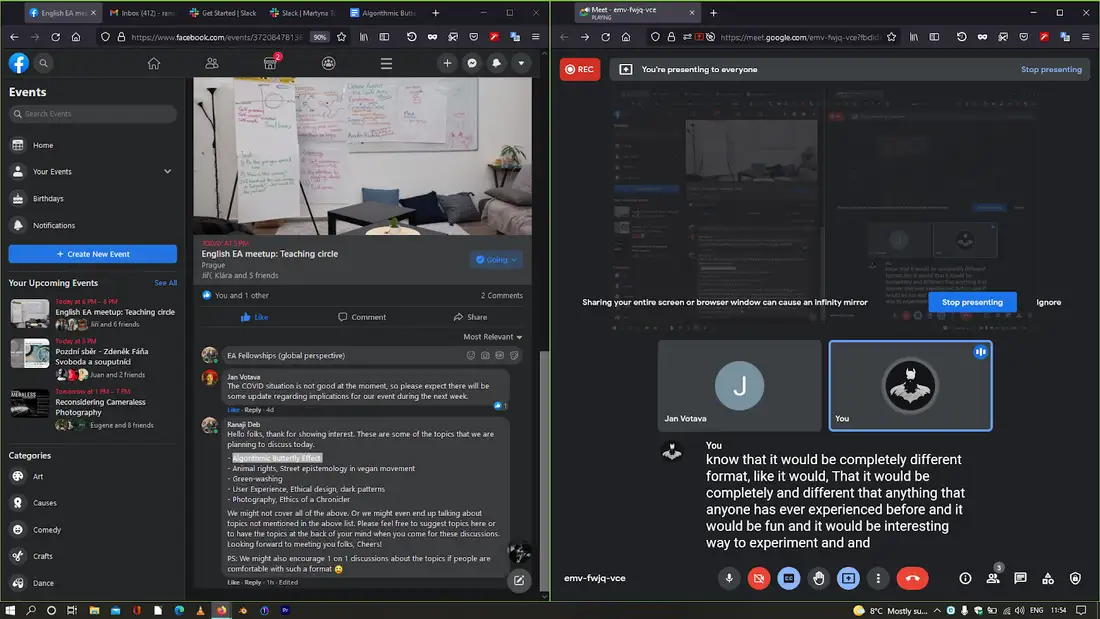 English EA me
Inbox (412) - ran
Get Started | Slack
Slack | Martyna T
Algorithmic Butte
https://www.facebook.com/events/37208478136
90%
2
Events
Search Events
Home
Your Events
Birthdays
Notifications
+ Create New Event
Your Upcoming Events
See All
Today at 6 PM – 8 PM
English EA meetup: Teaching circle
Jiří and 6 friends
Today at 6 PM
Pozdní sběr - Zdeněk Fáňa
Svoboda a souputníci
Juan and 2 friends
Tomorrow at 1 PM – 7 PM
Reconsidering Cameraless
Photography
Eugene and 8 friends
Categories
Art
Causes
Comedy
Crafts
Dance
TODAY AT 5 PM
English EA meetup: Teaching circle
Prague
Jiří, Klára and 5 friends
Going
You and 1 other
2 Comments
Like
Comment
Share
Most Relevant
EA Fellowships (global perspective)
Jan Votava
The COVID situation is not good at the moment, so please expect there will be
some update regarding implications for our event during the next week.
Like · Reply · 4d
1
Ranaji Deb
Hello folks, thank for showing interest. These are some of the topics that we are
planning to discuss today.
- Algorithmic Butterfly Effect
- Animal rights, Street epistemology in vegan movement
- Green-washing
- User Experience, Ethical design, dark patterns
- Photography, Ethics of a Chronider
We might not cover all of the above. Or we might even end up talking about
topics not mentioned in the above list. Please feel free to suggest topics here or
to have the topics at the back of your mind when you come for these discussions.
Looking forward to meeting you folks, Cheers!
PS: We might also encourage 1 on 1 discussions about the topics if people are
comfortable with such a format
Like · Reply · 1h · Edited
Meet - emv-fwjq-vce
PLAYING
https://meet.google.com/emv-fwjq-vce?fbclid
REC
You're presenting to everyone
Stop presenting
Sharing your entire screen or browser window can cause an infinity mirror
Stop presenting
Ignore
J
Jan Votava
You
You
know that it would be completely different
format, like it would, That it would be
completely and different that anything that
anyone has ever experienced before and it
would be fun and it would be interesting
way to experiment and and
emv-fwjq-vce
CC
3
8°C Mostly su...
ENG
11:54